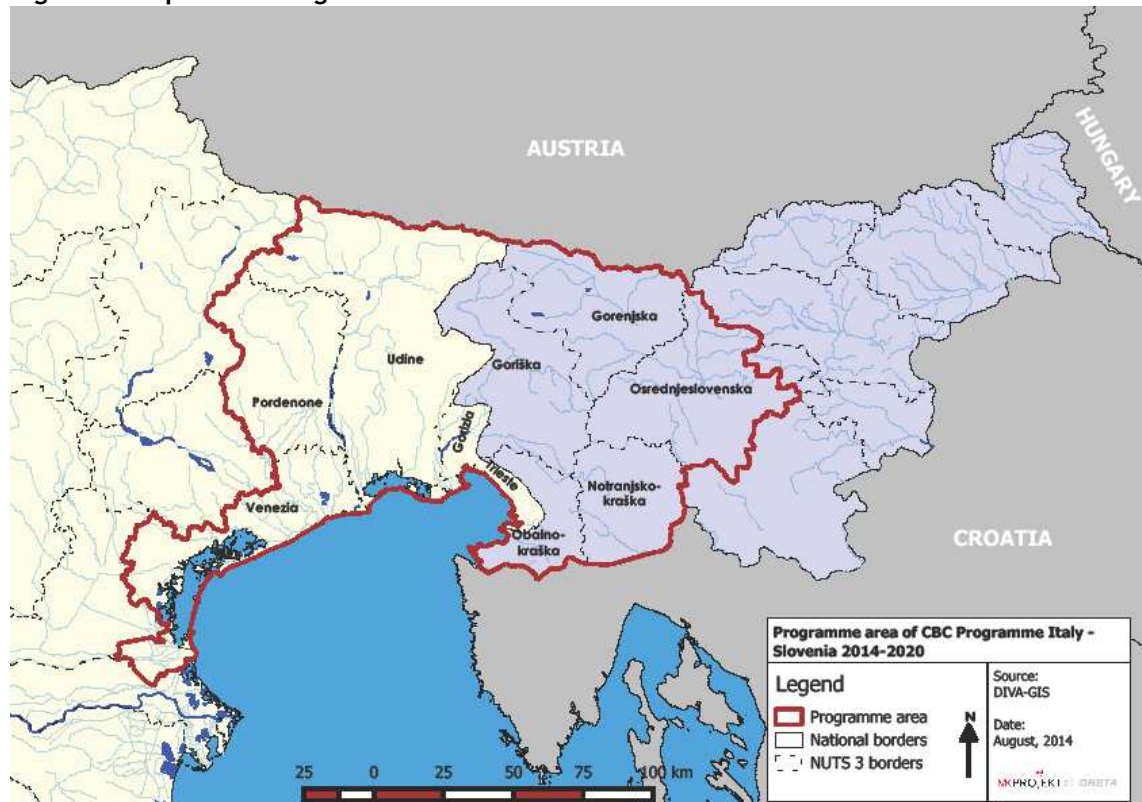 AUSTRIA
HUNGARY
Gorenjska
Udine
Goriška
Osrednjeslovenska
Pordenone
Gorizia
Trieste
Notranjsko-
kraška
Venezia
Obalno-
kraška
CROATIA
Programme area of CBC Programme Italy -
Slovenia 2014-2020
Legend
Programme area
National borders
NUTS 3 borders
N
Source:
DIVA-GIS
Date:
August, 2014
25 0 25 50 75 100 km